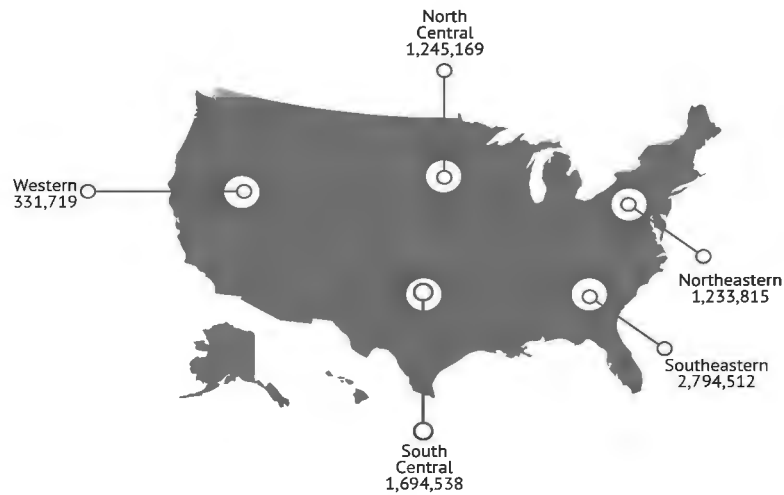 North
Central
1,245,169
Western
331,719
Northeastern
1,233,815
Southeastern
2,794,512
South
Central
1,694,538